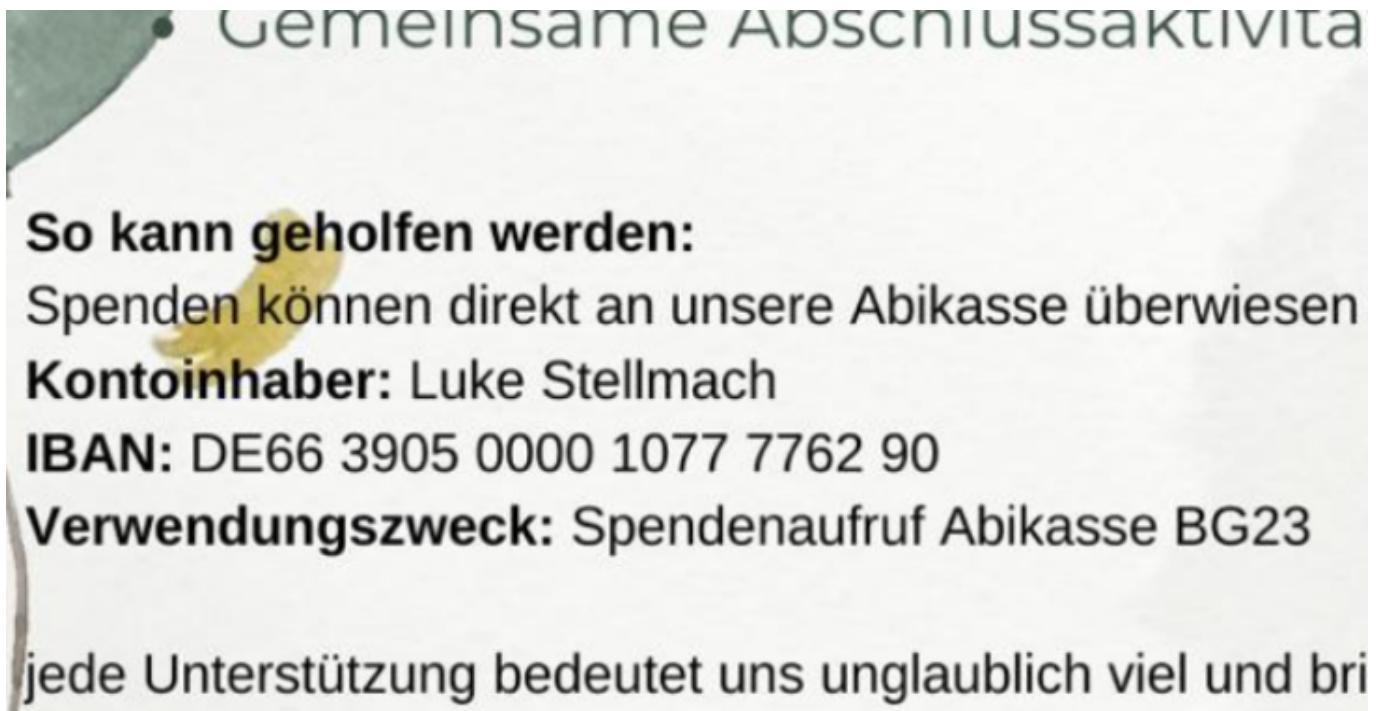 Gemeinsame Abschlussaktivitä
So kann geholfen werden:
Spenden können direkt an unsere Abikasse überwiesen
Kontoinhaber: Luke Stellmach
IBAN: DE66 3905 0000 1077 7762 90
Verwendungszweck: Spendenaufruf Abikasse BG23
jede Unterstützung bedeutet uns unglaublich viel und bri